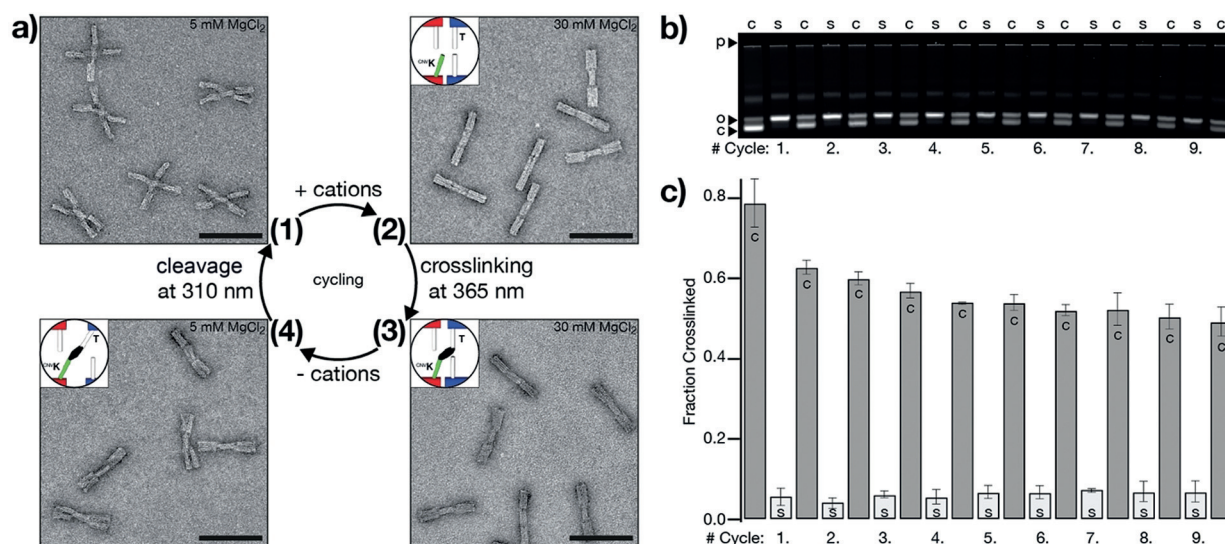 a)
5 mM MgCl₂
30 mM MgCl₂
T
CNVK
+ cations
(1)
(2)
cleavage
at 310 nm
cycling
crosslinking
at 365 nm
(4)
(3)
- cations
5 mM MgCl₂
T
CNVK
30 mM MgCl₂
T
CNVK
b)
c s c s c s c s c s c s c s c s c s c
p
o
c
# Cycle: 1. 2. 3. 4. 5. 6. 7. 8. 9.
c)
Fraction Crosslinked
0.8
0.6
0.4
0.2
0.0
c s c s c s c s c s c s c s c s c s c
# Cycle: 1. 2. 3. 4. 5. 6. 7. 8. 9.